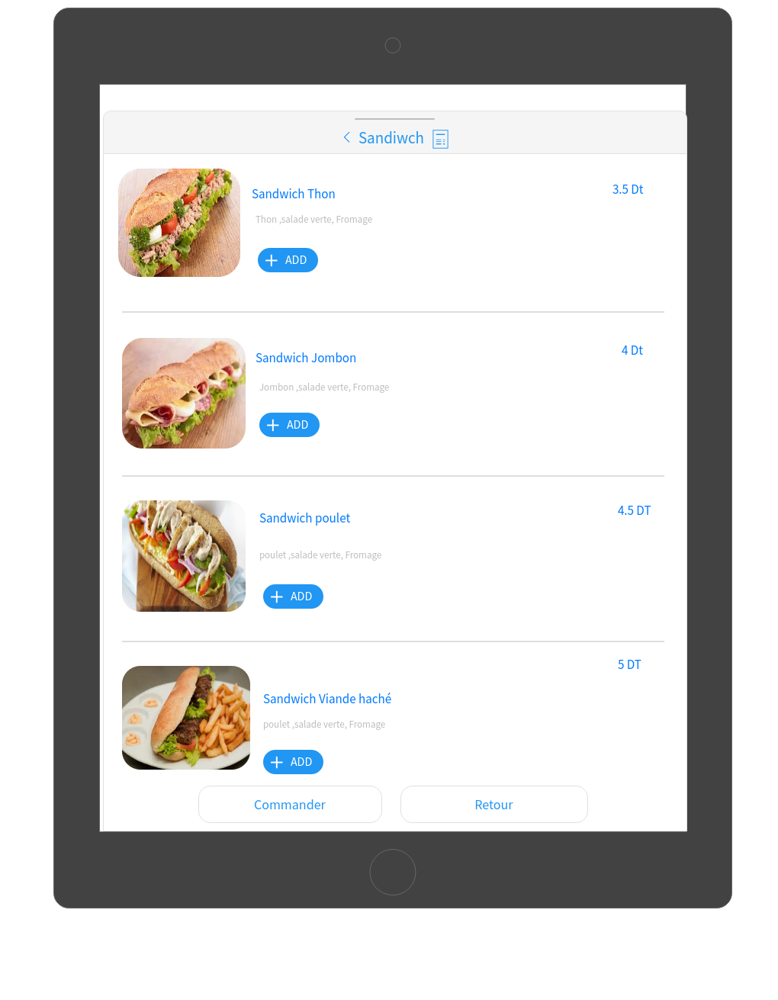 Sandiwch
Sandwich Thon
3.5 Dt
Thon ,salade verte, Fromage
ADD
Sandwich Jombon
4 Dt
Jombon ,salade verte, Fromage
ADD
Sandwich poulet
4.5 DT
poulet ,salade verte, Fromage
ADD
5 DT
Sandwich Viande haché
poulet ,salade verte, Fromage
ADD
Commander
Retour